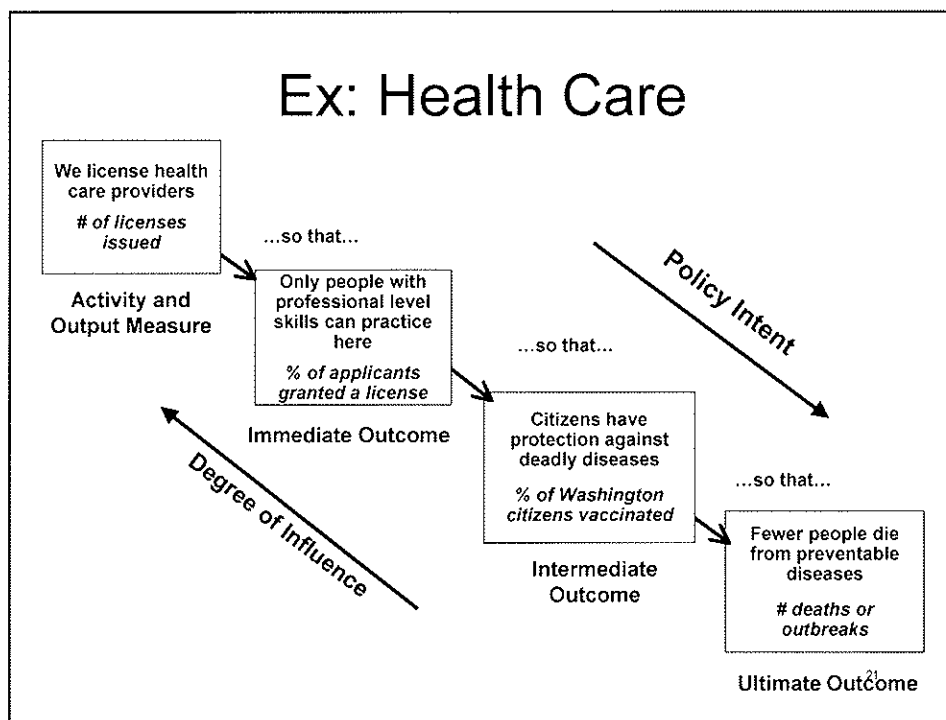 Ex: Health Care
We license health
care providers
# of licenses
issued
Activity and
Output Measure
...so that...
Only people with
professional level
skills can practice
here
% of applicants
granted a license
Immediate Outcome
...so that...
Citizens have
protection against
deadly diseases
% of Washington
citizens vaccinated
Intermediate
Outcome
...so that...
Fewer people die
from preventable
diseases
# deaths or
outbreaks
Ultimate Outcome
21
Policy Intent
Degree of Influence